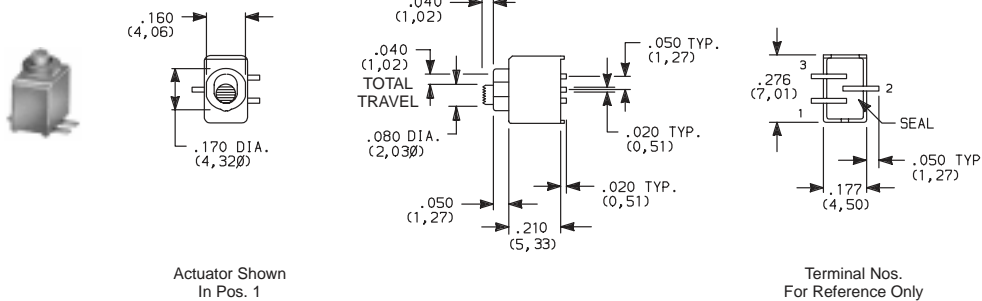 .160
(4,06)
.170 DIA.
(4,32Ø)
Actuator Shown
In Pos. 1
.040
(1,02)
.040
(1,02)
TOTAL
TRAVEL
.080 DIA.
(2,03Ø)
.050
(1,27)
.210
(5,33)
.050 TYP.
(1,27)
.020 TYP.
(0,51)
.020 TYP.
(0,51)
.276
(7,01)
3
2
1
SEAL
.050 TYP
(1,27)
.177
(4,50)
Terminal Nos.
For Reference Only